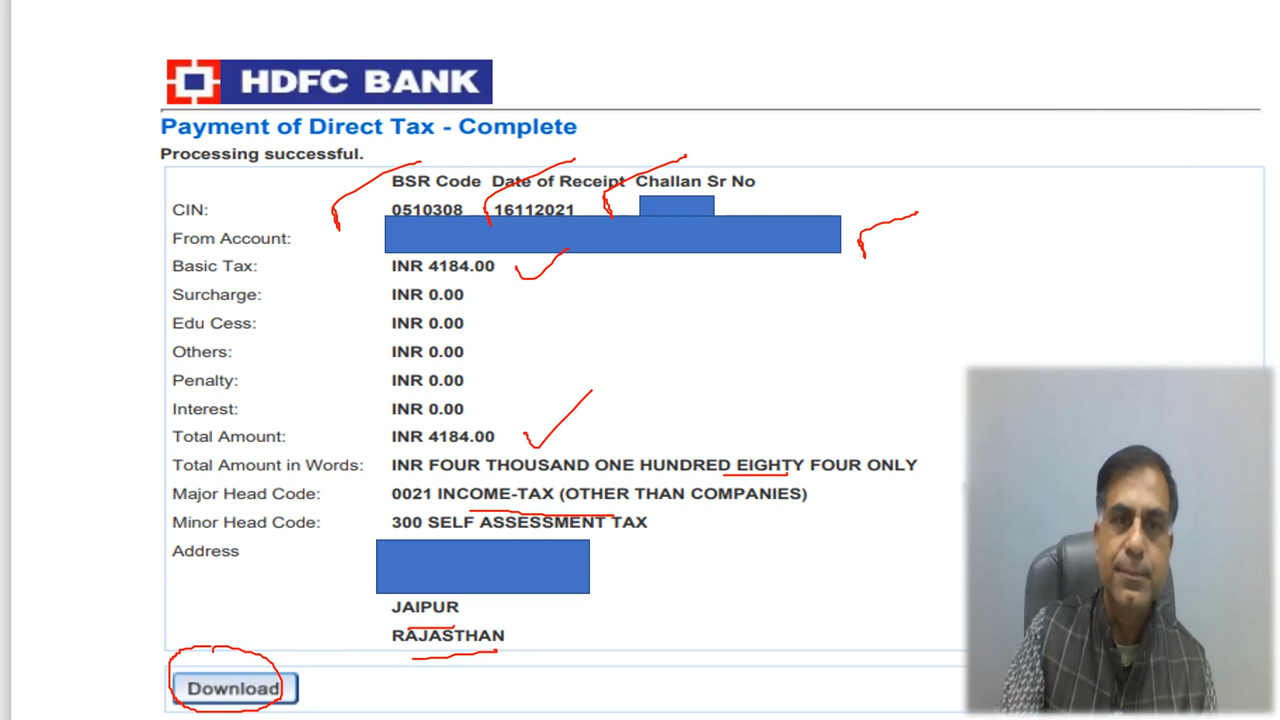 HDFC BANK
Payment of Direct Tax - Complete
Processing successful.
BSR Code Date of Receipt Challan Sr No
CIN: 0510308 16112021
From Account:
Basic Tax: INR 4184.00
Surcharge: INR 0.00
Edu Cess: INR 0.00
Others: INR 0.00
Penalty: INR 0.00
Interest: INR 0.00
Total Amount: INR 4184.00
Total Amount in Words: INR FOUR THOUSAND ONE HUNDRED EIGHTY FOUR ONLY
Major Head Code: 0021 INCOME-TAX (OTHER THAN COMPANIES)
Minor Head Code: 300 SELF ASSESSMENT TAX
Address
JAIPUR
RAJASTHAN
Download